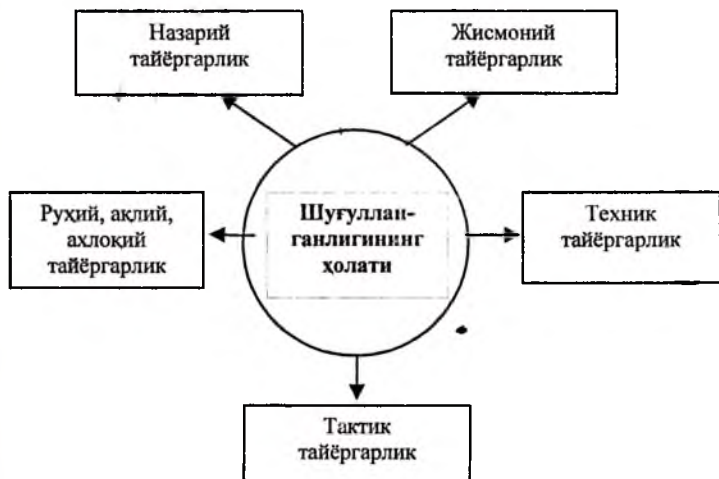 Назарий
тайёргарлик
Жисмоний
тайёргарлик
Руҳий, ақлий,
ахлоқий
тайёргарлик
Шуғуллан-
ганлигининг
ҳолати
Техник
тайёргарлик
Тактик
тайёргарлик